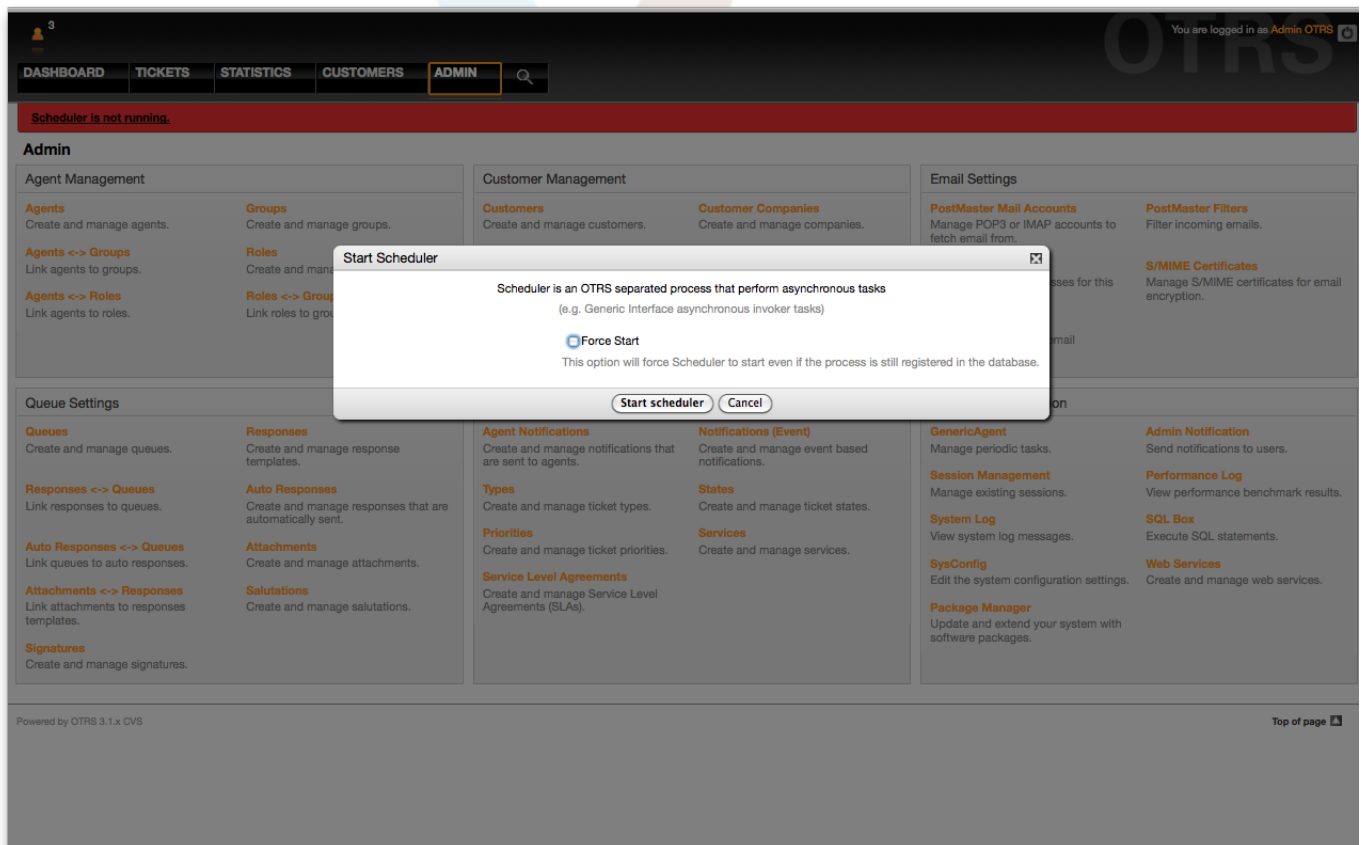 3
OTRS
You are logged in as Admin OTRS
DASHBOARD TICKETS STATISTICS CUSTOMERS ADMIN
Scheduler is not running.
Admin
Agent Management
Agents
Create and manage agents.
Groups
Create and manage groups.
Agents <-> Groups
Link agents to groups.
Roles
Create and mana
Agents <-> Roles
Link agents to roles.
Roles <-> Group
Link roles to grou
Customer Management
Customers
Create and manage customers.
Customer Companies
Create and manage companies.
Email Settings
PostMaster Mail Accounts
Manage POP3 or IMAP accounts to
fetch email from.
PostMaster Filters
Filter incoming emails.
sses for this
S/MIME Certificates
Manage S/MIME certificates for email
encryption.
mail
Start Scheduler
Scheduler is an OTRS separated process that perform asynchronous tasks
(e.g. Generic Interface asynchronous invoker tasks)
Force Start
This option will force Scheduler to start even if the process is still registered in the database.
Start scheduler Cancel
Queue Settings
Queues
Create and manage queues.
Responses
Create and manage response
templates.
Responses <-> Queues
Link responses to queues.
Auto Responses
Create and manage responses that are
automatically sent.
Auto Responses <-> Queues
Link queues to auto responses.
Attachments
Create and manage attachments.
Attachments <-> Responses
Link attachments to responses
templates.
Salutations
Create and manage salutations.
Signatures
Create and manage signatures.
Agent Notifications
Create and manage notifications that
are sent to agents.
Notifications (Event)
Create and manage event based
notifications.
Types
Create and manage ticket types.
States
Create and manage ticket states.
Priorities
Create and manage ticket priorities.
Services
Create and manage services.
Service Level Agreements
Create and manage Service Level
Agreements (SLAs).
on
GenericAgent
Manage periodic tasks.
Admin Notification
Send notifications to users.
Session Management
Manage existing sessions.
Performance Log
View performance benchmark results.
System Log
View system log messages.
SQL Box
Execute SQL statements.
SysConfig
Edit the system configuration settings.
Web Services
Create and manage web services.
Package Manager
Update and extend your system with
software packages.
Powered by OTRS 3.1.x CVS
Top of page